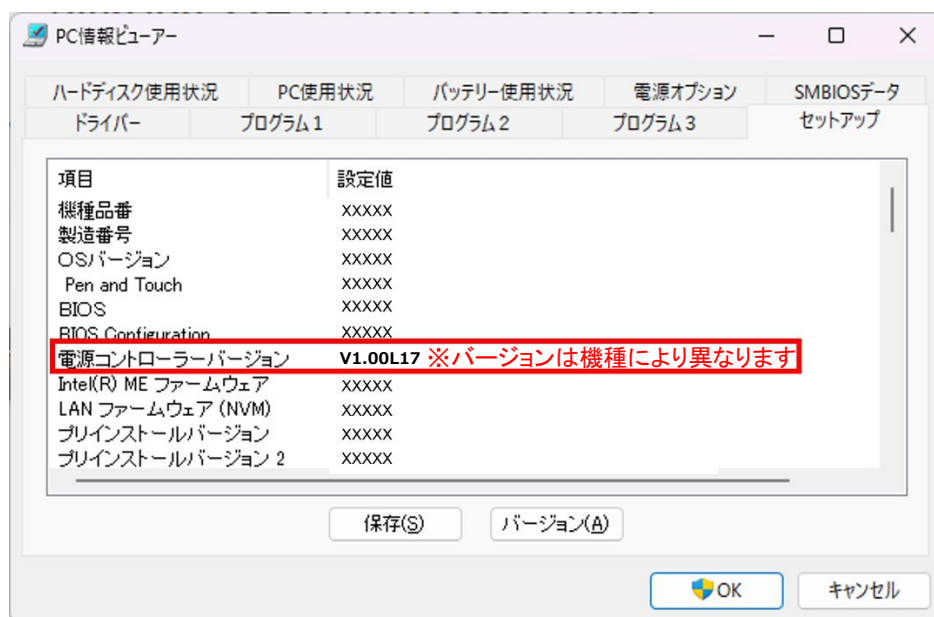 PC情報ビューアー
ハードディスク使用状況 PC使用状況 バッテリー使用状況 電源オプション SMBIOSデータ
ドライバー プログラム1 プログラム2 プログラム3 セットアップ
項目 設定値
機種品番 XXXXX
製造番号 XXXXX
OSバージョン XXXXX
Pen and Touch XXXXX
BIOS XXXXX
BIOS Configuration XXXXX
電源コントローラーバージョン V1.00L17 ※バージョンは機種により異なります
Intel(R) ME ファームウェア XXXXX
LAN ファームウェア (NVM) XXXXX
プリインストールバージョン XXXXX
プリインストールバージョン 2 XXXXX
保存(S) バージョン(A)
OK キャンセル